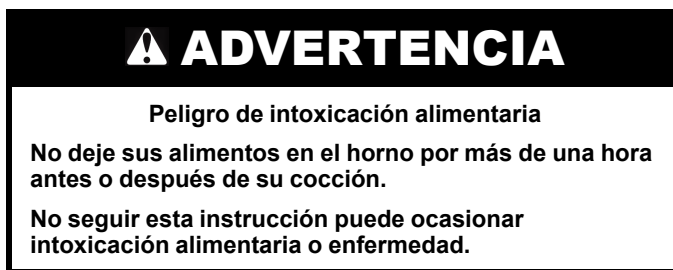 ADVERTENCIA
Peligro de intoxicación alimentaria
No deje sus alimentos en el horno por más de una hora
antes o después de su cocción.
No seguir esta instrucción puede ocasionar
intoxicación alimentaria o enfermedad.